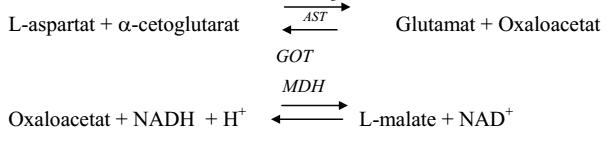 L-aspartat + α-cetoglutarat AST Glutamat + Oxaloacetat
GOT
MDH
Oxaloacetat + NADH + H⁺ L-malate + NAD⁺